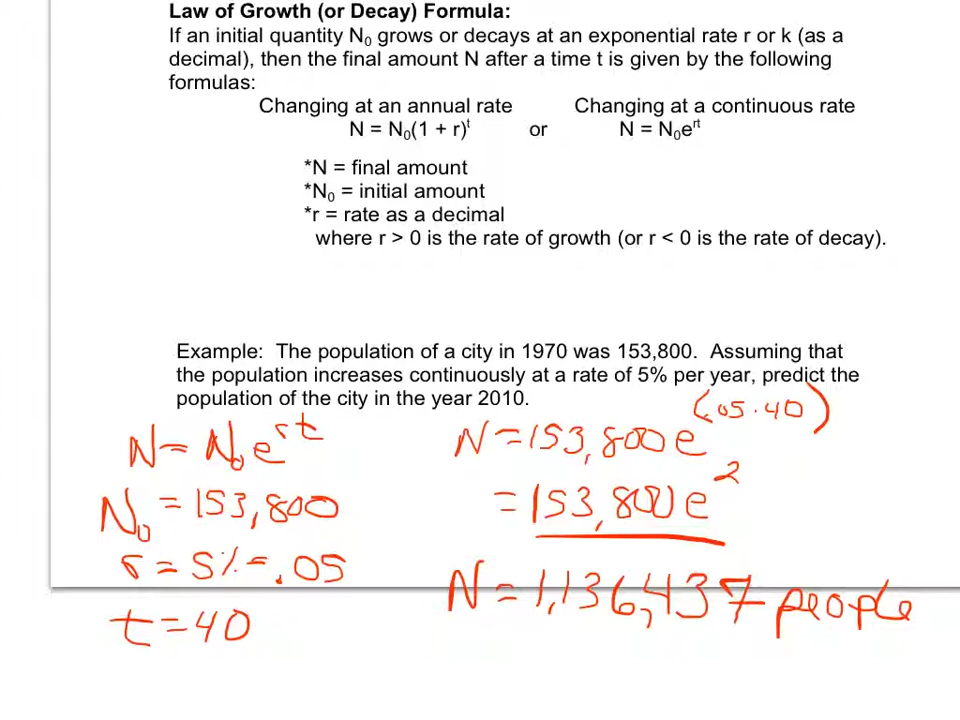 Law of Growth (or Decay) Formula:
If an initial quantity N₀ grows or decays at an exponential rate r or k (as a
decimal), then the final amount N after a time t is given by the following
formulas:
Changing at an annual rate Changing at a continuous rate
N = N₀(1 + r)ᵗ or N = N₀eʳᵗ
*N = final amount
*N₀ = initial amount
*r = rate as a decimal
where r > 0 is the rate of growth (or r < 0 is the rate of decay).
Example: The population of a city in 1970 was 153,800. Assuming that
the population increases continuously at a rate of 5% per year, predict the
population of the city in the year 2010.
N = N₀eʳᵗ
N₀ = 153,800
r = 5% = .05
t = 40
N = 153,800e^(.05·40)
= 153,800e²
N = 1,136,437 people